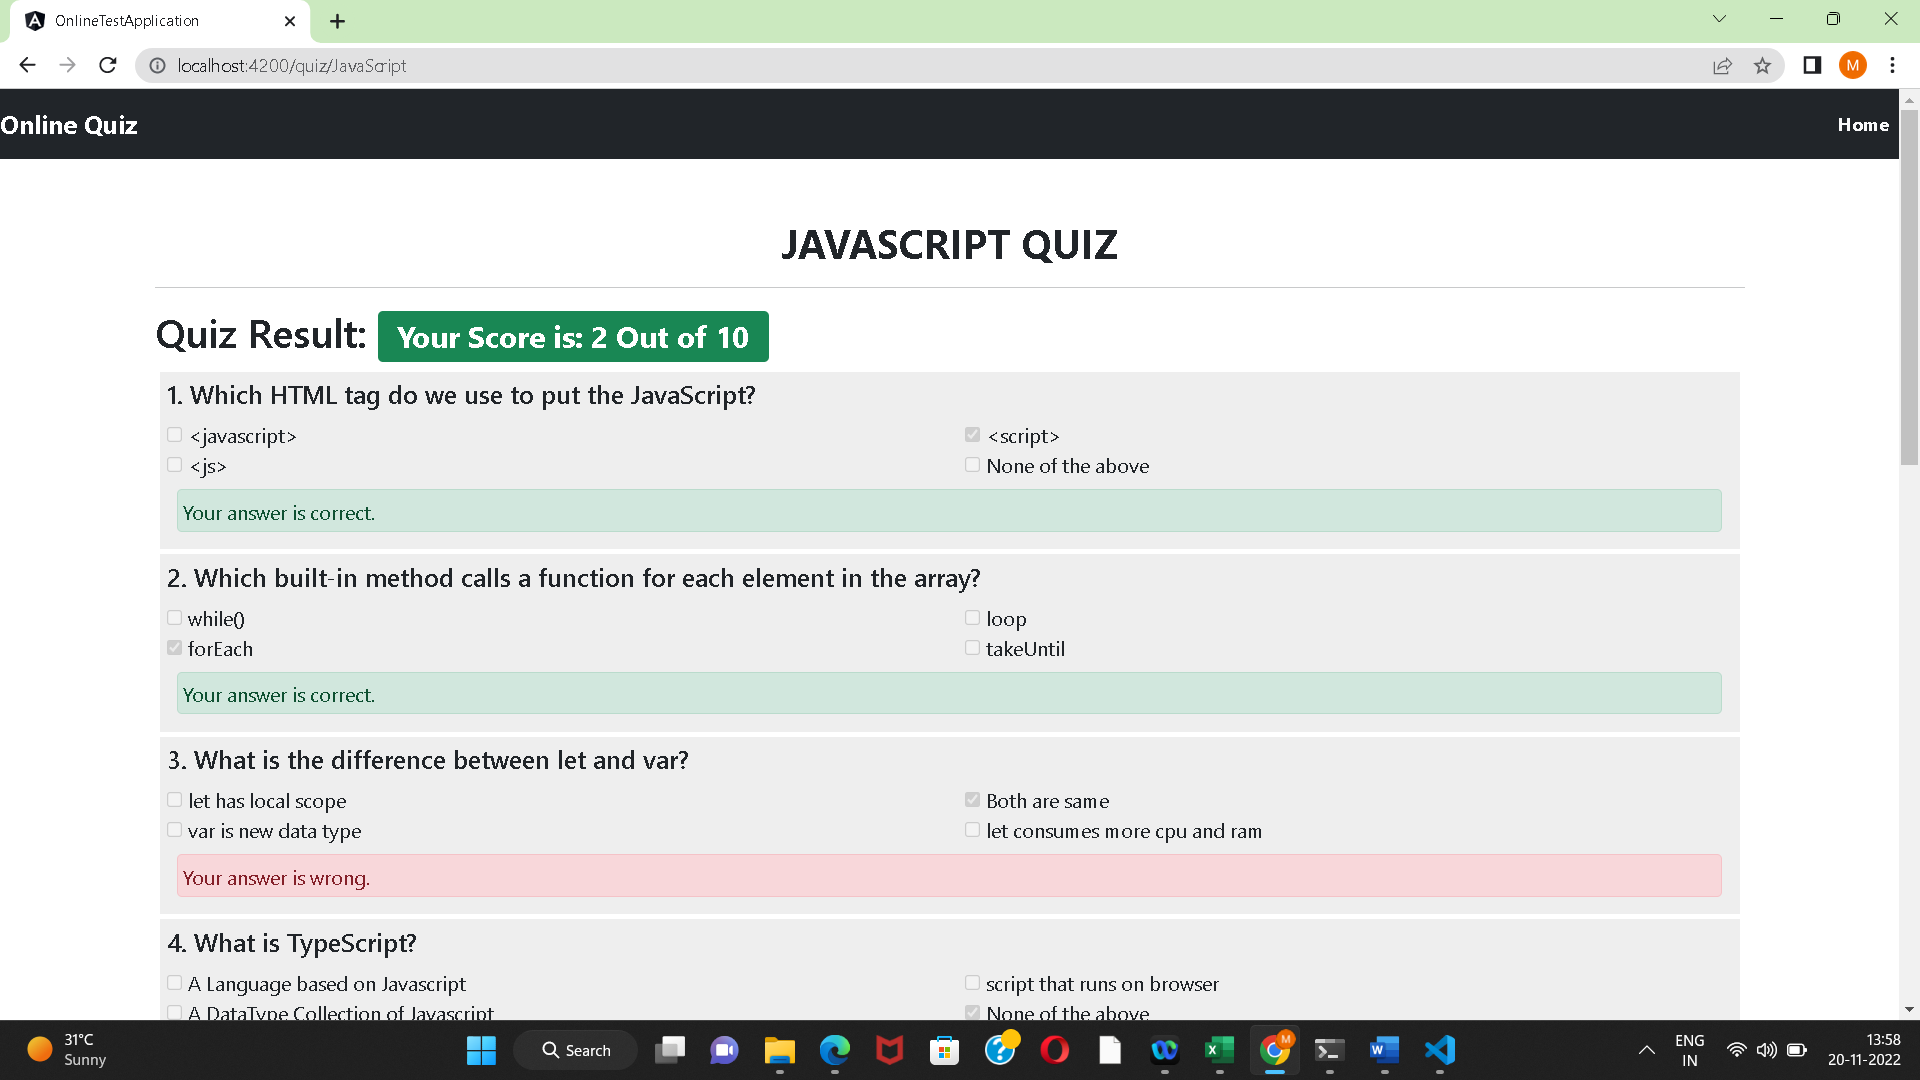 OnlineTestApplication
localhost:4200/quiz/JavaScript
M
Online Quiz
Home
JAVASCRIPT QUIZ
Quiz Result: Your Score is: 2 Out of 10
1. Which HTML tag do we use to put the JavaScript?
<javascript> <script>
<js> None of the above
Your answer is correct.
2. Which built-in method calls a function for each element in the array?
while() loop
forEach takeUntil
Your answer is correct.
3. What is the difference between let and var?
let has local scope Both are same
var is new data type let consumes more cpu and ram
Your answer is wrong.
4. What is TypeScript?
A Language based on Javascript script that runs on browser
A DataType Collection of Javascript None of the above
31°C
Sunny
Search
M
ENG
IN
13:58
20-11-2022